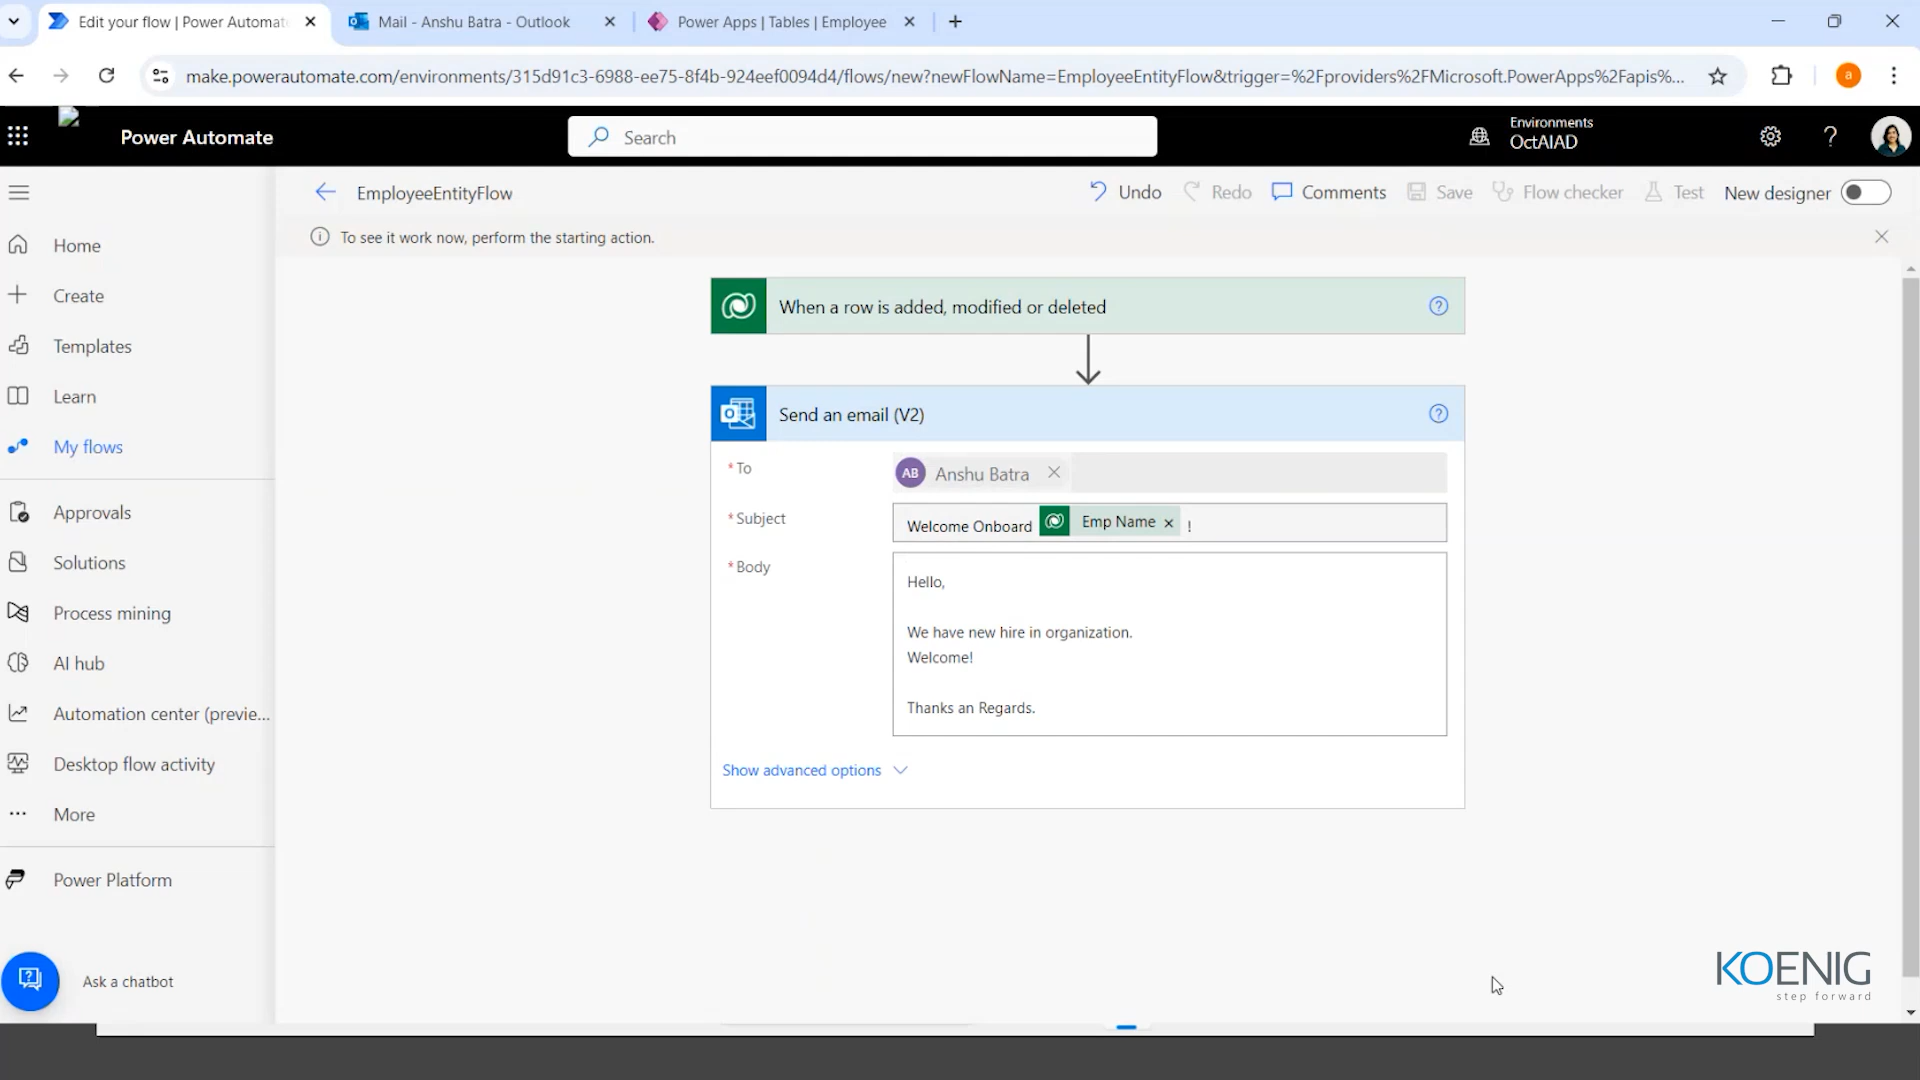 Edit your flow | Power Automat
Mail - Anshu Batra - Outlook
Power Apps | Tables | Employee
make.powerautomate.com/environments/315d91c3-6988-ee75-8f4b-924eef0094d4/flows/new?newFlowName=EmployeeEntityFlow&trigger=%2Fproviders%2FMicrosoft.PowerApps%2Fapis%...
a
Power Automate
Search
Environments
OctAIAD
EmployeeEntityFlow
Undo
Redo
Comments
Save
Flow checker
Test
New designer
To see it work now, perform the starting action.
Home
Create
Templates
Learn
My flows
Approvals
Solutions
Process mining
AI hub
Automation center (previe...
Desktop flow activity
More
Power Platform
Ask a chatbot
When a row is added, modified or deleted
Send an email (V2)
* To
AB Anshu Batra
* Subject
Welcome Onboard Emp Name !
* Body
Hello,
We have new hire in organization.
Welcome!
Thanks an Regards.
Show advanced options
KOENIG
step forward